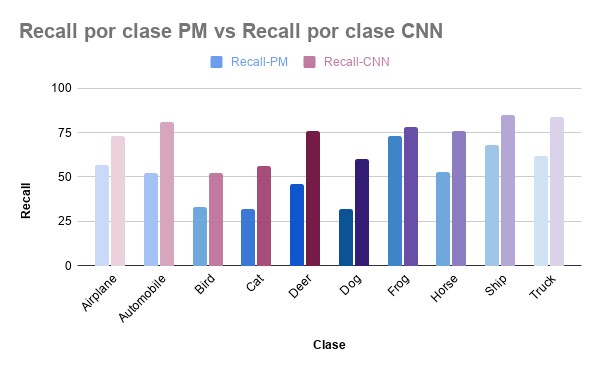 Recall por clase PM vs Recall por clase CNN
Recall-PM Recall-CNN
100
75
50
25
0
Recall
Airplane
Automobile
Bird
Cat
Deer
Dog
Frog
Horse
Ship
Truck
Clase